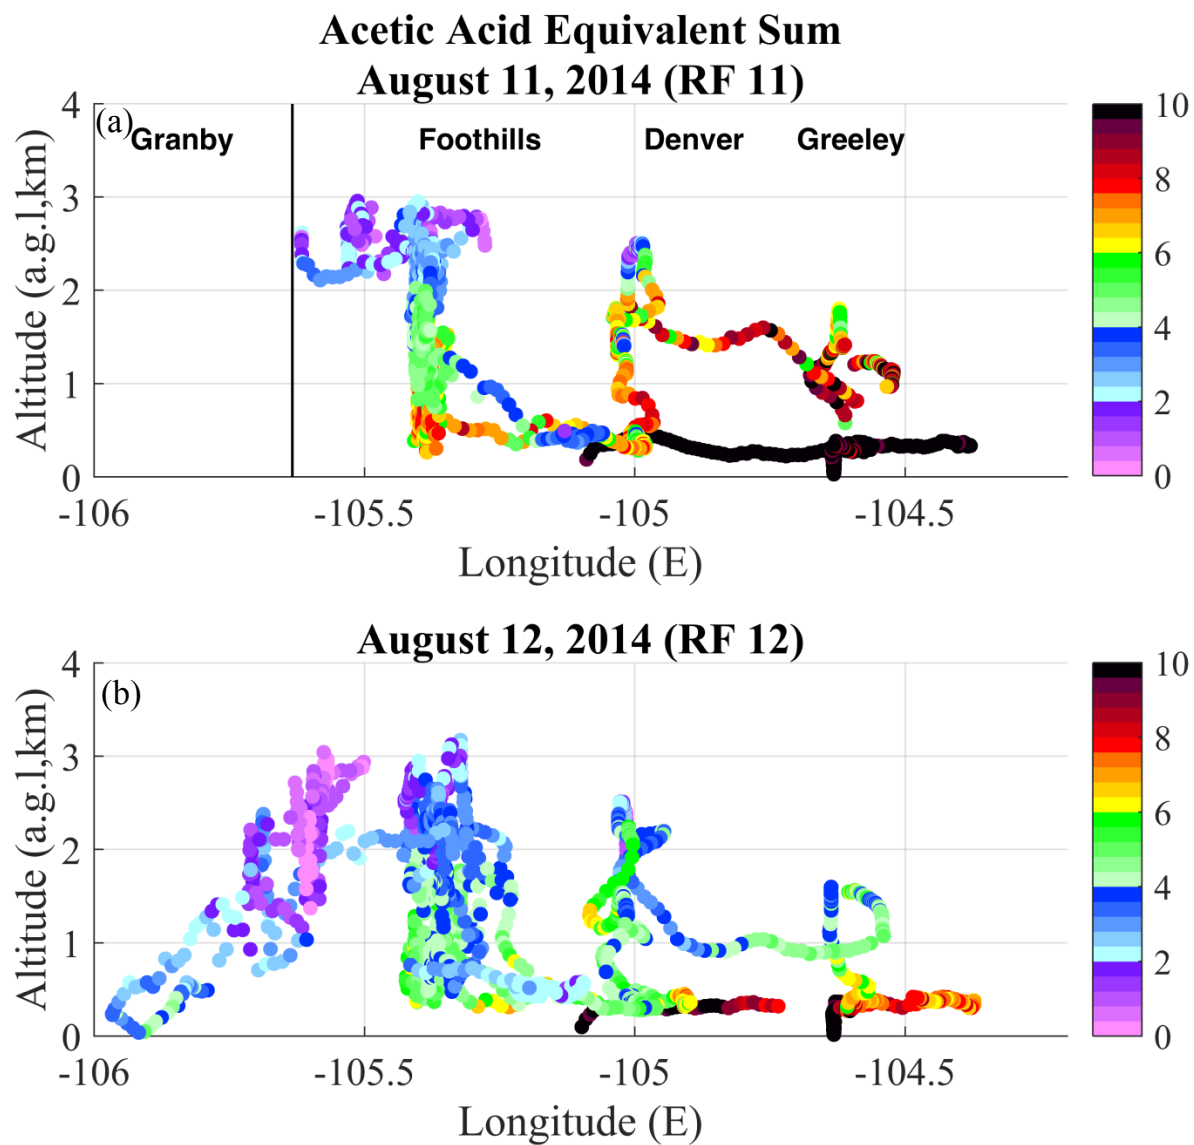 Acetic Acid Equivalent Sum
August 11, 2014 (RF 11)
(a)
Granby Foothills Denver Greeley
Altitude (a.g.l,km)
4
3
2
1
0
-106 -105.5 -105 -104.5
Longitude (E)
10
8
6
4
2
0
August 12, 2014 (RF 12)
(b)
Altitude (a.g.l,km)
4
3
2
1
0
-106 -105.5 -105 -104.5
Longitude (E)
10
8
6
4
2
0